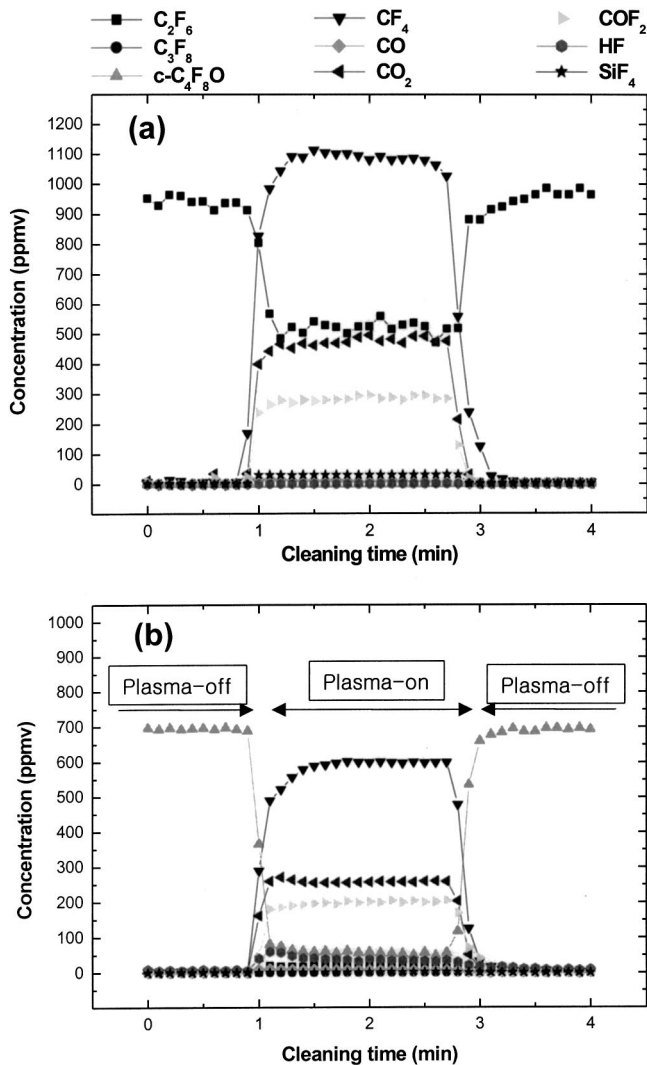 C₂F₆ CF₄ COF₂
C₃F₈ CO HF
c-C₄F₈O CO₂ SiF₄
(a)
1200
1100
1000
900
800
700
600
500
400
300
200
100
0
Concentration (ppmv)
0 1 2 3 4
Cleaning time (min)
(b)
1000
900
800
700
600
500
400
300
200
100
0
Concentration (ppmv)
Plasma-off Plasma-on Plasma-off
0 1 2 3 4
Cleaning time (min)